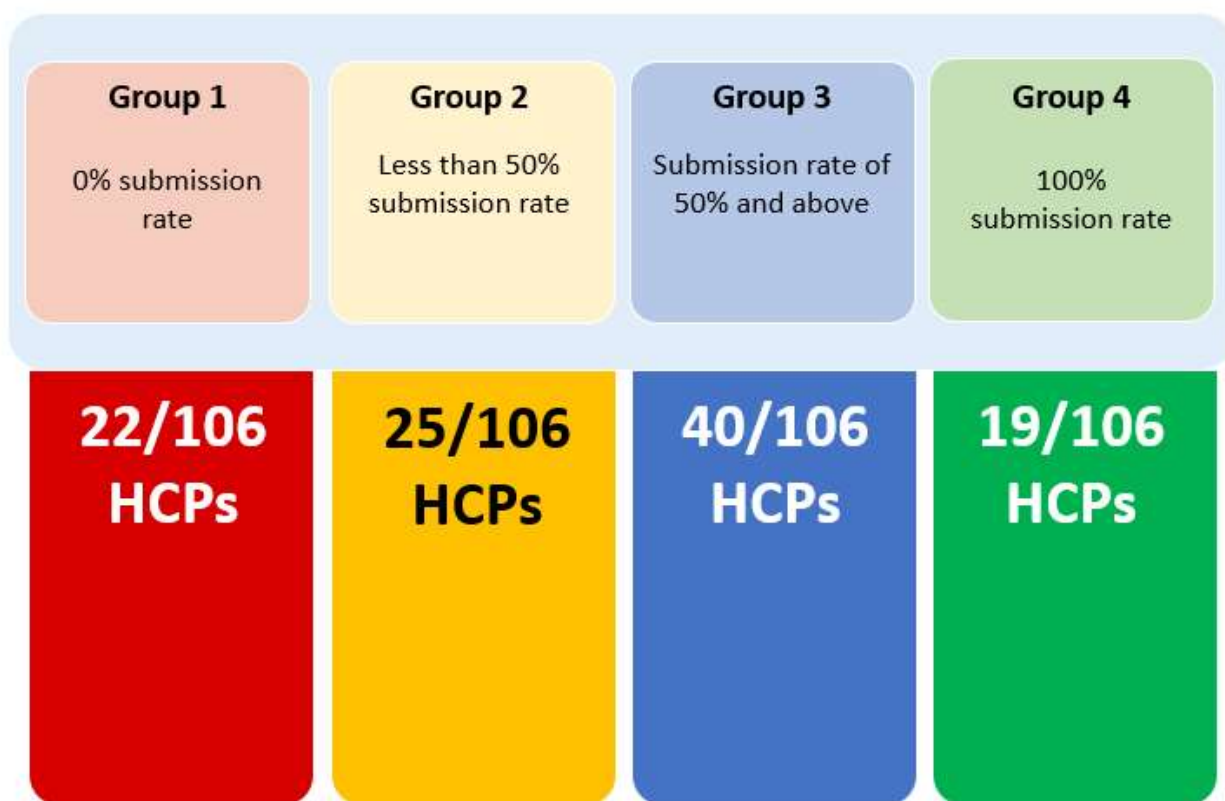 Group 1
0% submission
rate
Group 2
Less than 50%
submission rate
Group 3
Submission rate of
50% and above
Group 4
100%
submission rate
22/106
HCPs
25/106
HCPs
40/106
HCPs
19/106
HCPs